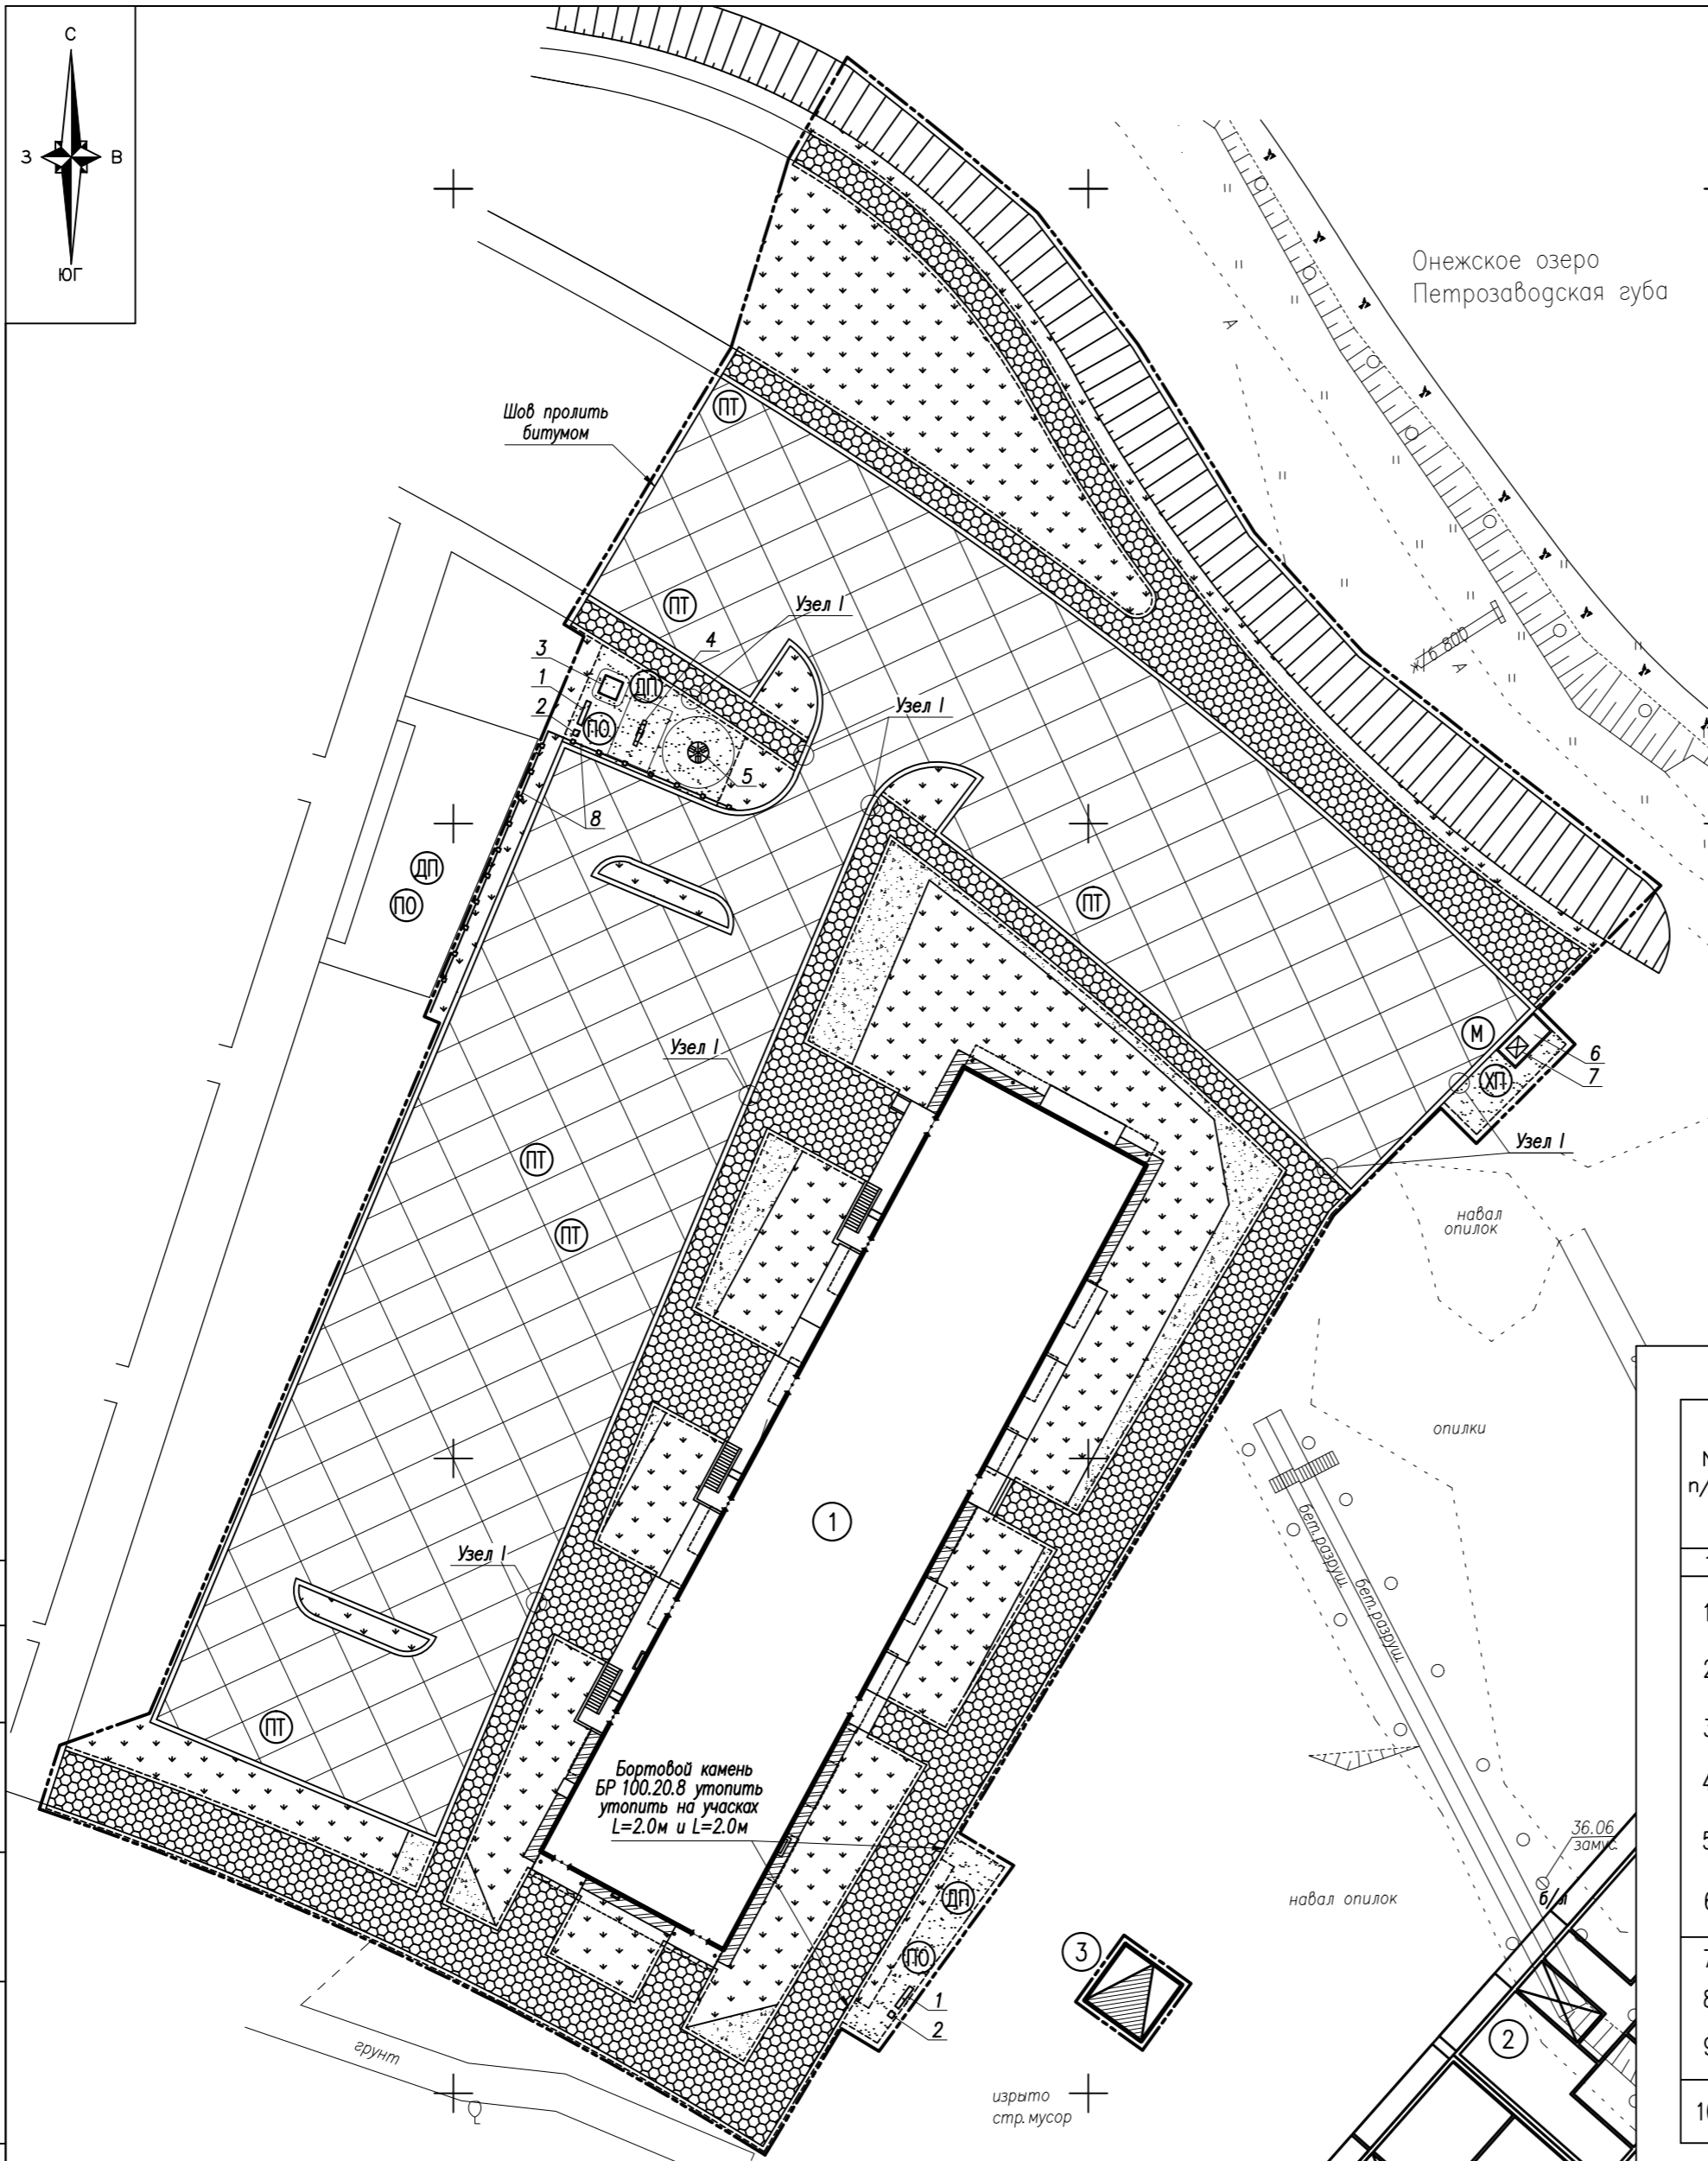 С
З
В
ЮГ
Онежское озеро
Петрозаводская губа
А
Шов пролить
битумом
ПТ
ПТ
Узел I
4
3
1
2
ДП
ПО
5
8
Узел I
х/б 800
А
ДП
ПО
ПТ
Узел I
М
ХП
6
7
Узел I
ПТ
ПТ
навал
опилок
опилки
1
Узел I
бет.разруш.
бет.разруш.
ПТ
Бортовой камень
БР 100.20.8 утопить
утопить на учасках
L=2.0м и L=2.0м
ДП
ПО
1
2
3
навал опилок
36.06
замус.
б/л
2
грунт
изрыто
стр.мусор
п/
10